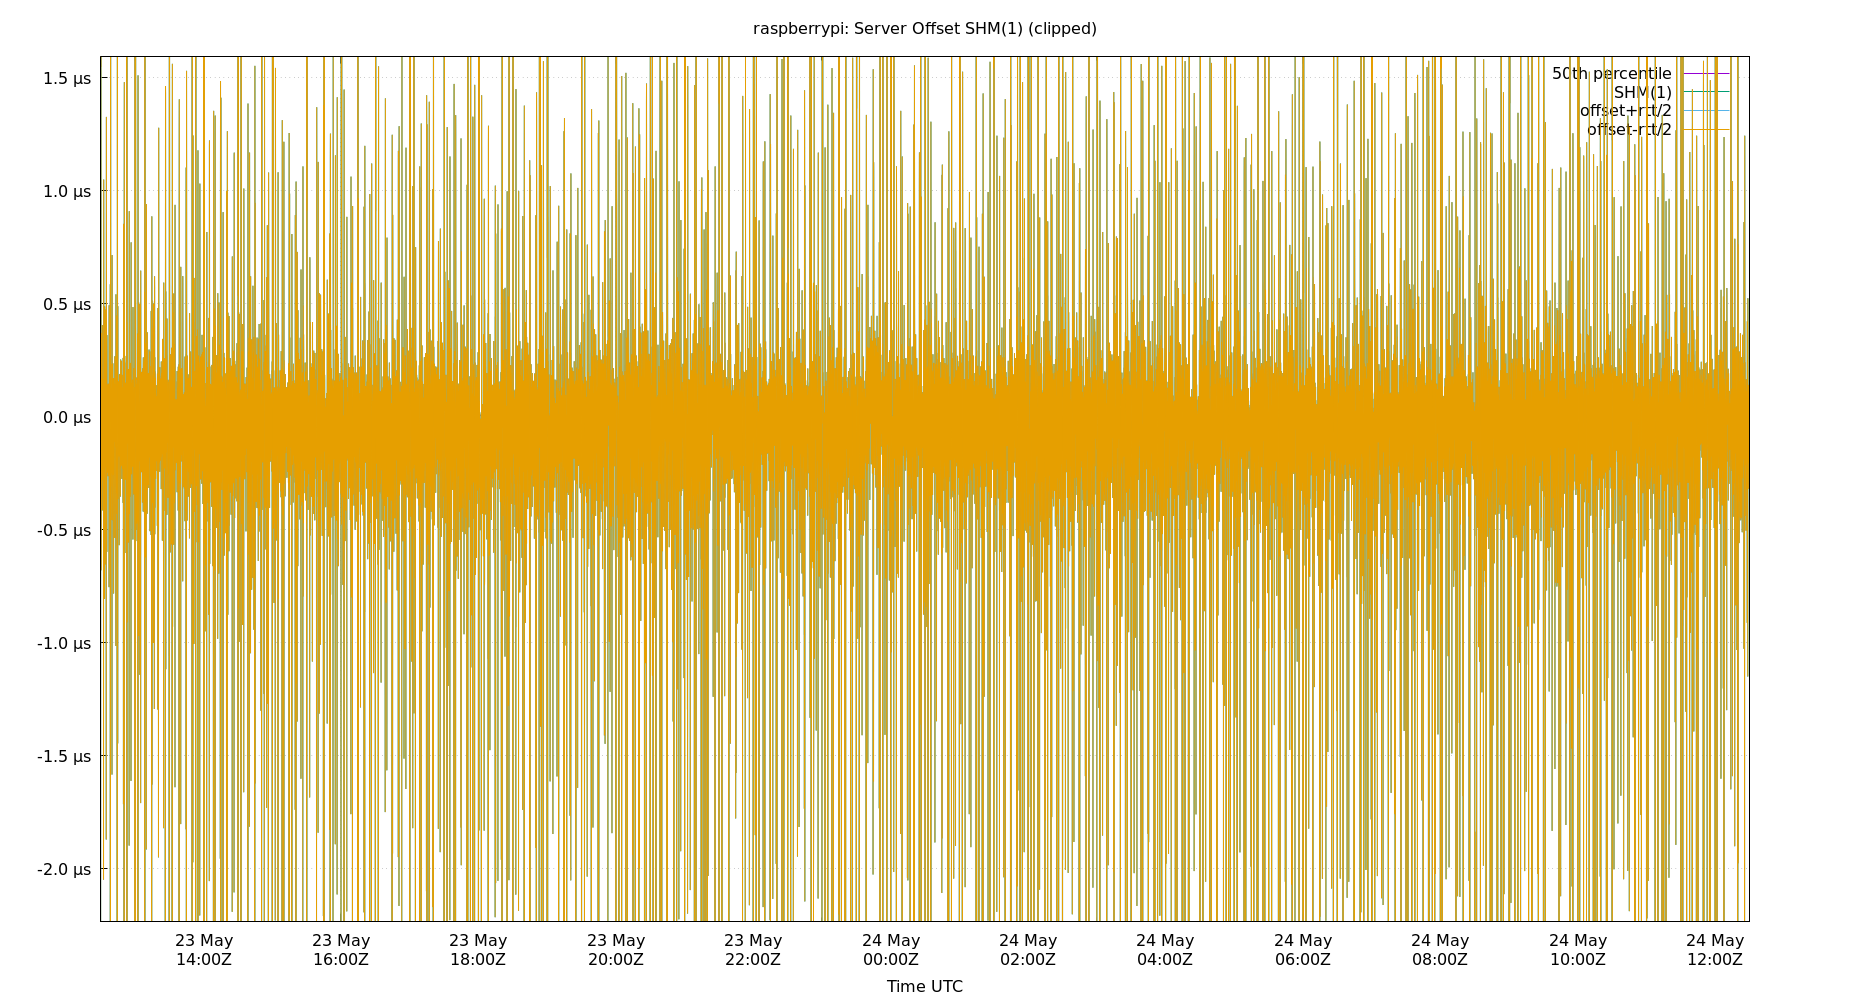 raspberrypi: Server Offset SHM(1) (clipped)
1.5 µs
1.0 µs
0.5 µs
0.0 µs
-0.5 µs
-1.0 µs
-1.5 µs
-2.0 µs
50th percentile
SHM(1)
offset+rtt/2
offset-rtt/2
23 May 23 May 23 May 23 May 23 May 24 May 24 May 24 May 24 May 24 May 24 May 24 May
14:00Z 16:00Z 18:00Z 20:00Z 22:00Z 00:00Z 02:00Z 04:00Z 06:00Z 08:00Z 10:00Z 12:00Z
Time UTC